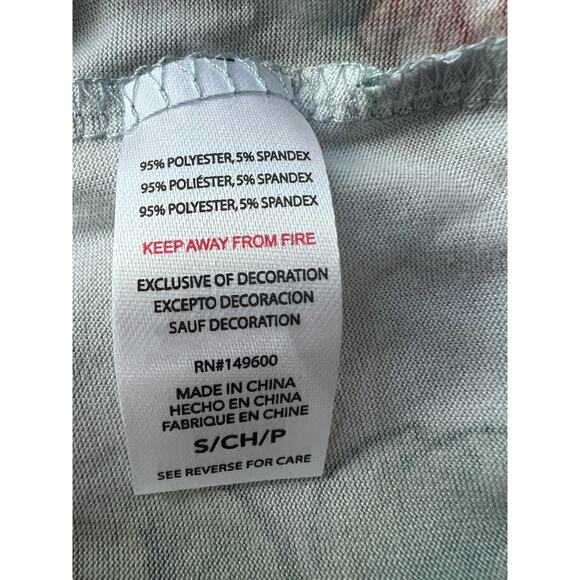 95% POLYESTER, 5% SPANDEX
95% POLIÉSTER, 5% SPANDEX
95% POLYESTER, 5% SPANDEX
KEEP AWAY FROM FIRE
EXCLUSIVE OF DECORATION
EXCEPTO DECORACION
SAUF DECORATION
RN#149600
MADE IN CHINA
HECHO EN CHINA
FABRIQUE EN CHINE
S/CH/P
SEE REVERSE FOR CARE